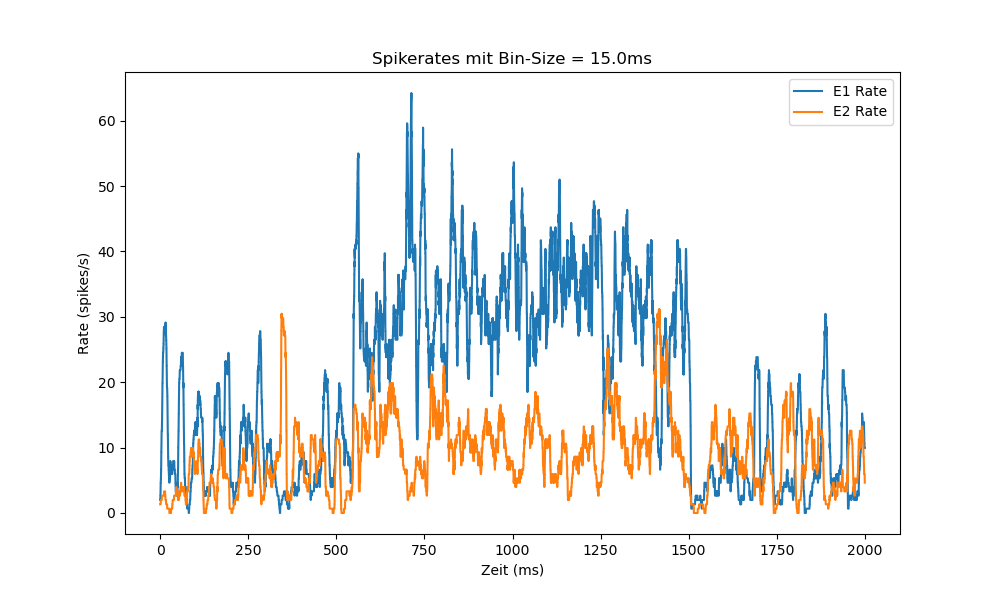 Spikerates mit Bin-Size = 15.0ms
E1 Rate
E2 Rate
60
50
40
30
20
10
0
Rate (spikes/s)
0 250 500 750 1000 1250 1500 1750 2000
Zeit (ms)